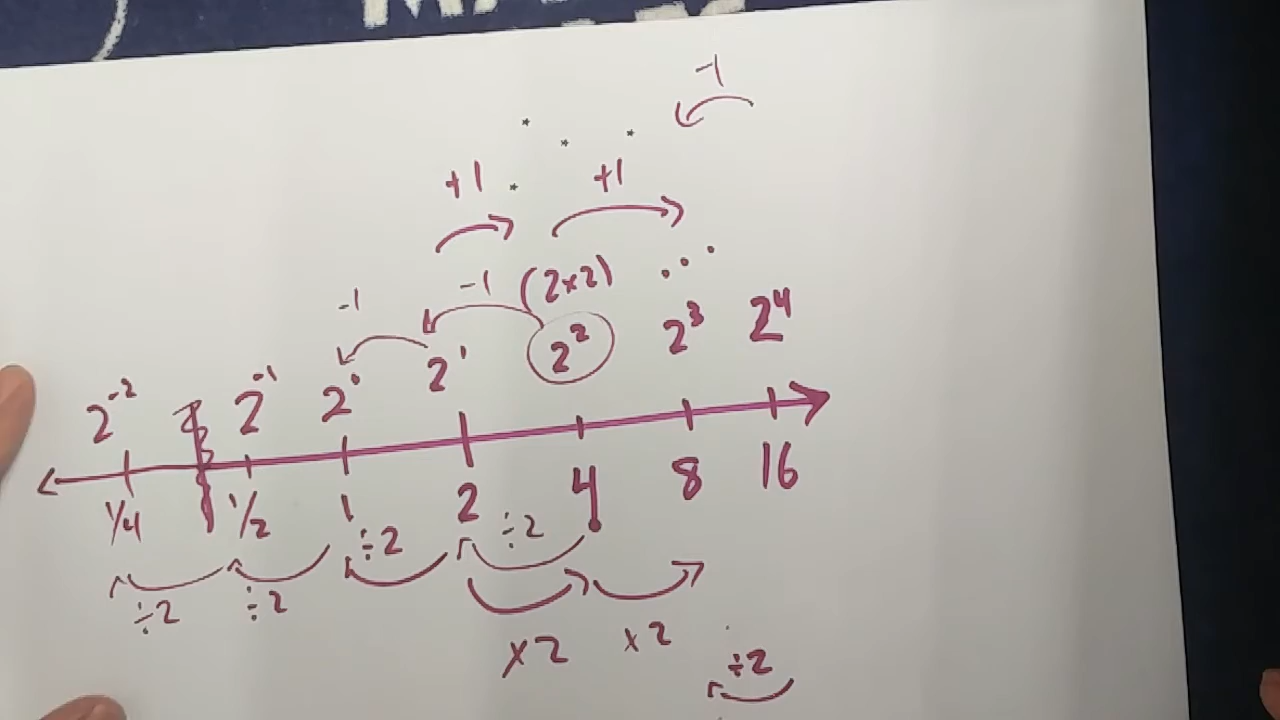 -1
+1 +1
-1 -1 (2×2) ...
2⁻² 2⁻¹ 2⁰ 2¹ 2² 2³ 2⁴
1/4 1/2 1 2 4 8 16
÷2 ÷2 ÷2 ÷2
×2 ×2
÷2